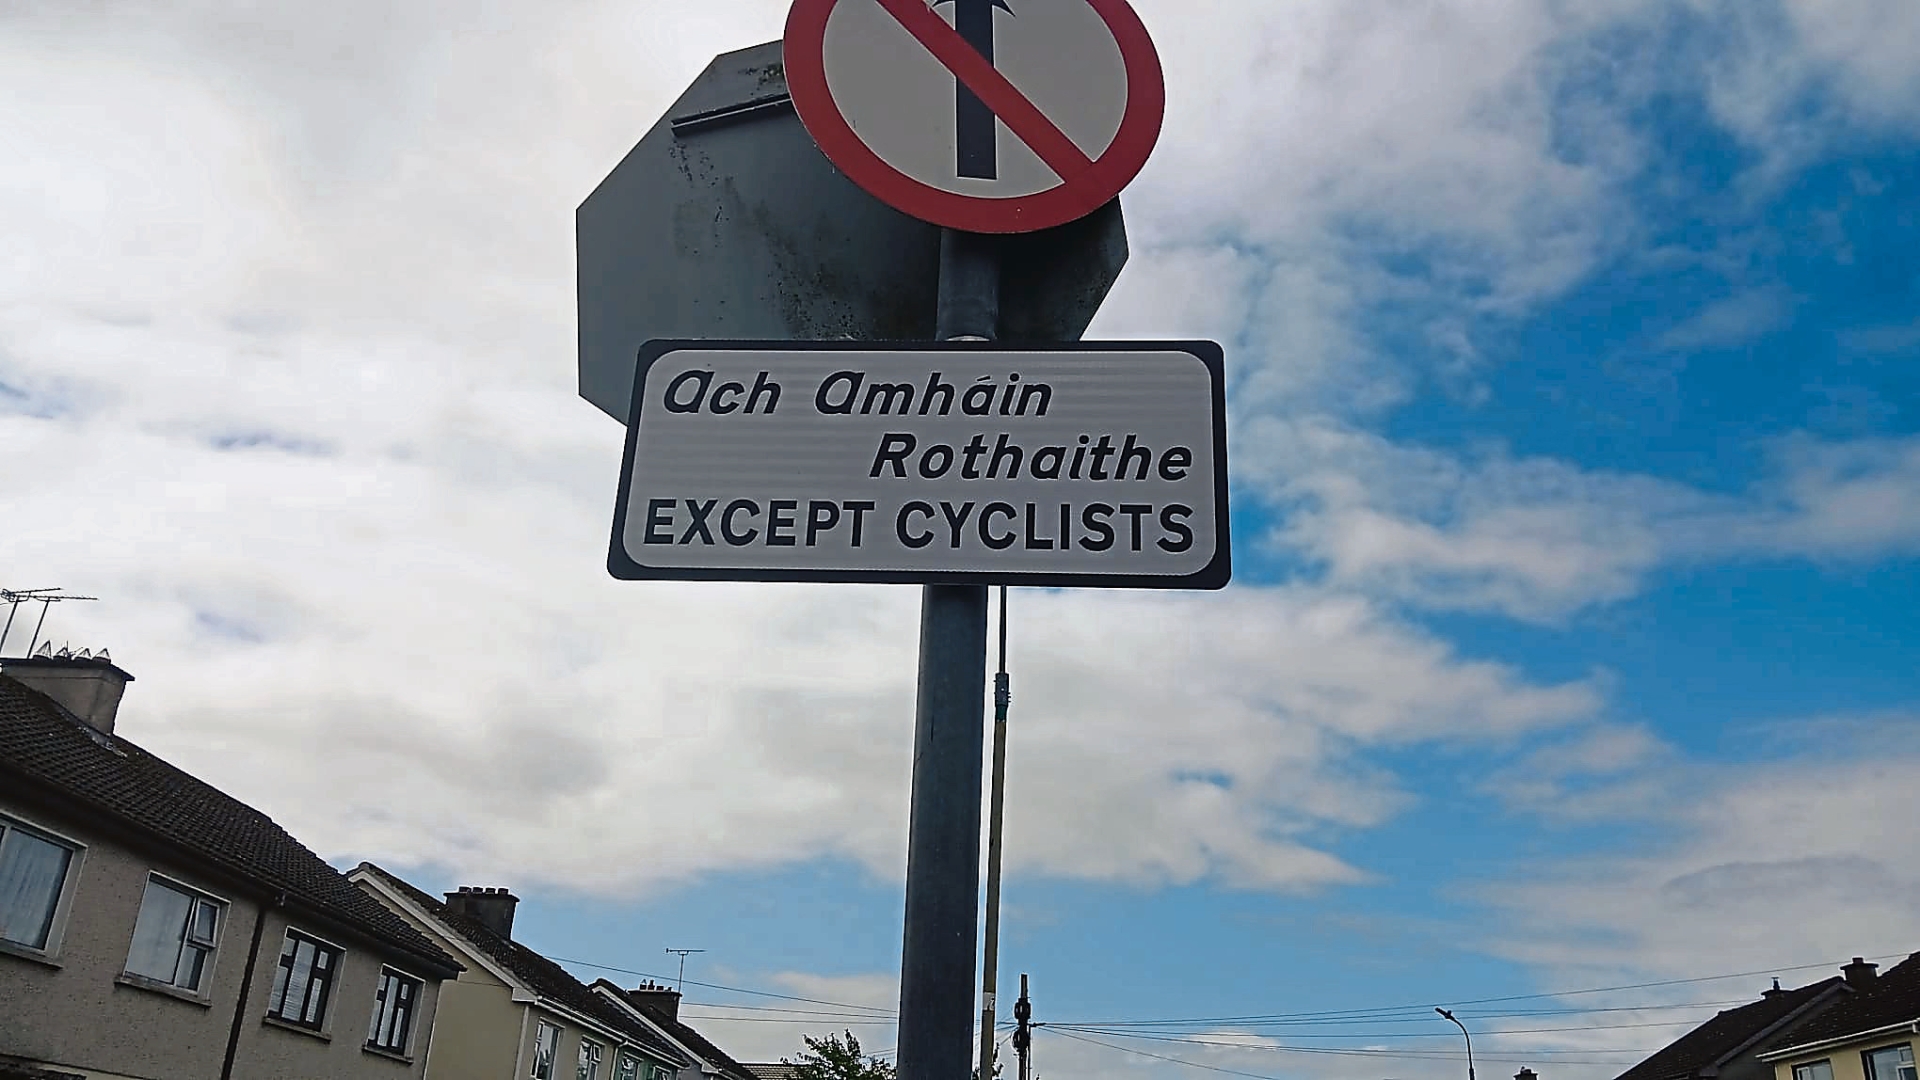 Ach Amháin
Rothaithe
EXCEPT CYCLISTS